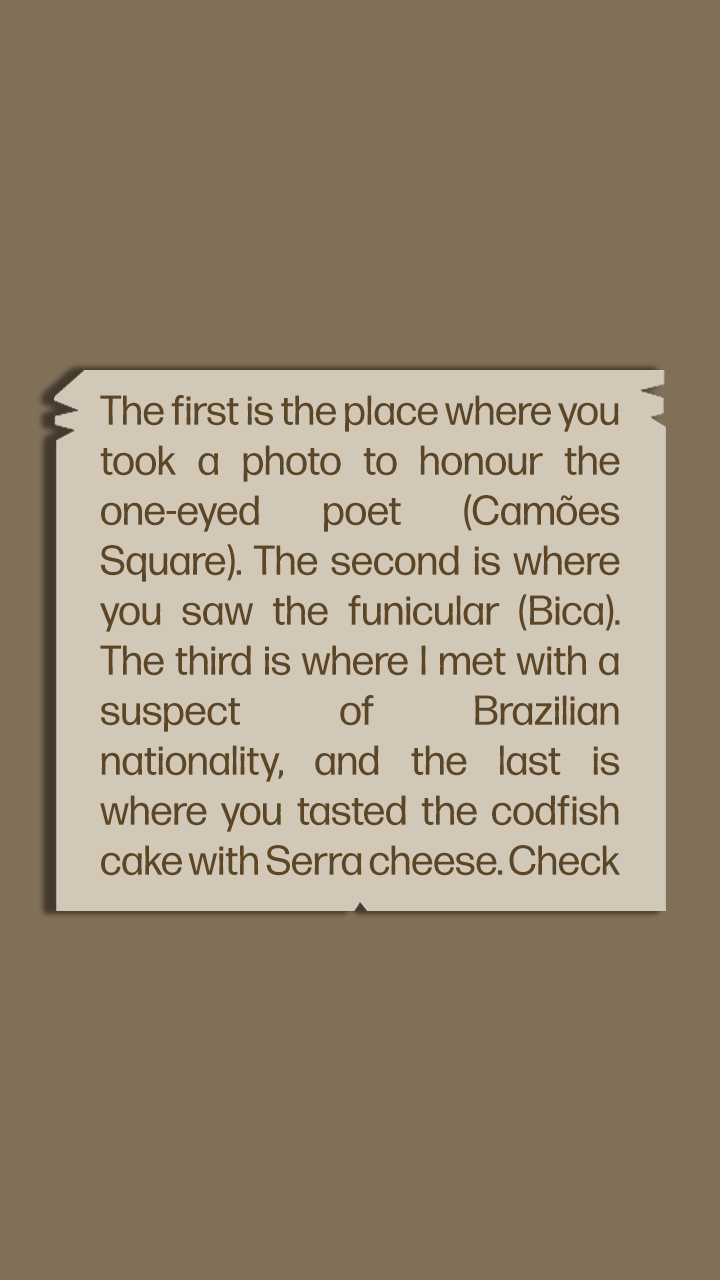 The first is the place where you
took a photo to honour the
one-eyed poet (Camões
Square). The second is where
you saw the funicular (Bica).
The third is where I met with a
suspect of Brazilian
nationality, and the last is
where you tasted the codfish
cake with Serra cheese. Check